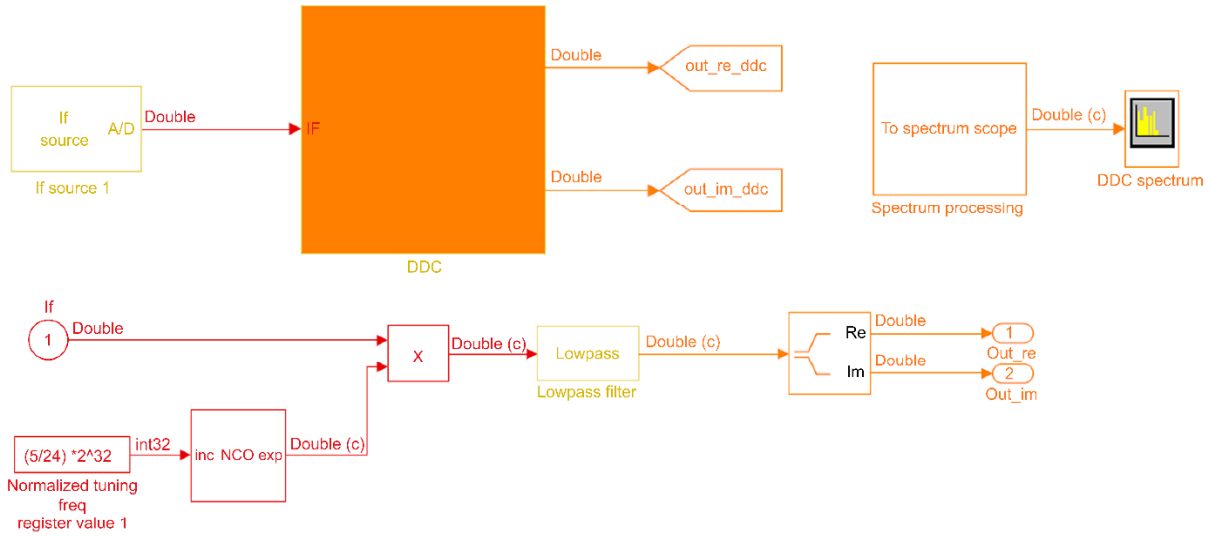 If
source
A/D
If source 1
Double
IF
DDC
Double
out_re_ddc
Double
out_im_ddc
To spectrum scope
Spectrum processing
Double (c)
DDC spectrum
If
1
Double
(5/24) *2^32
Normalized tuning
freq
register value 1
int32
inc NCO exp
Double (c)
X
Double (c)
Lowpass
Lowpass filter
Double (c)
Re
Im
Double
1
Out_re
Double
2
Out_im